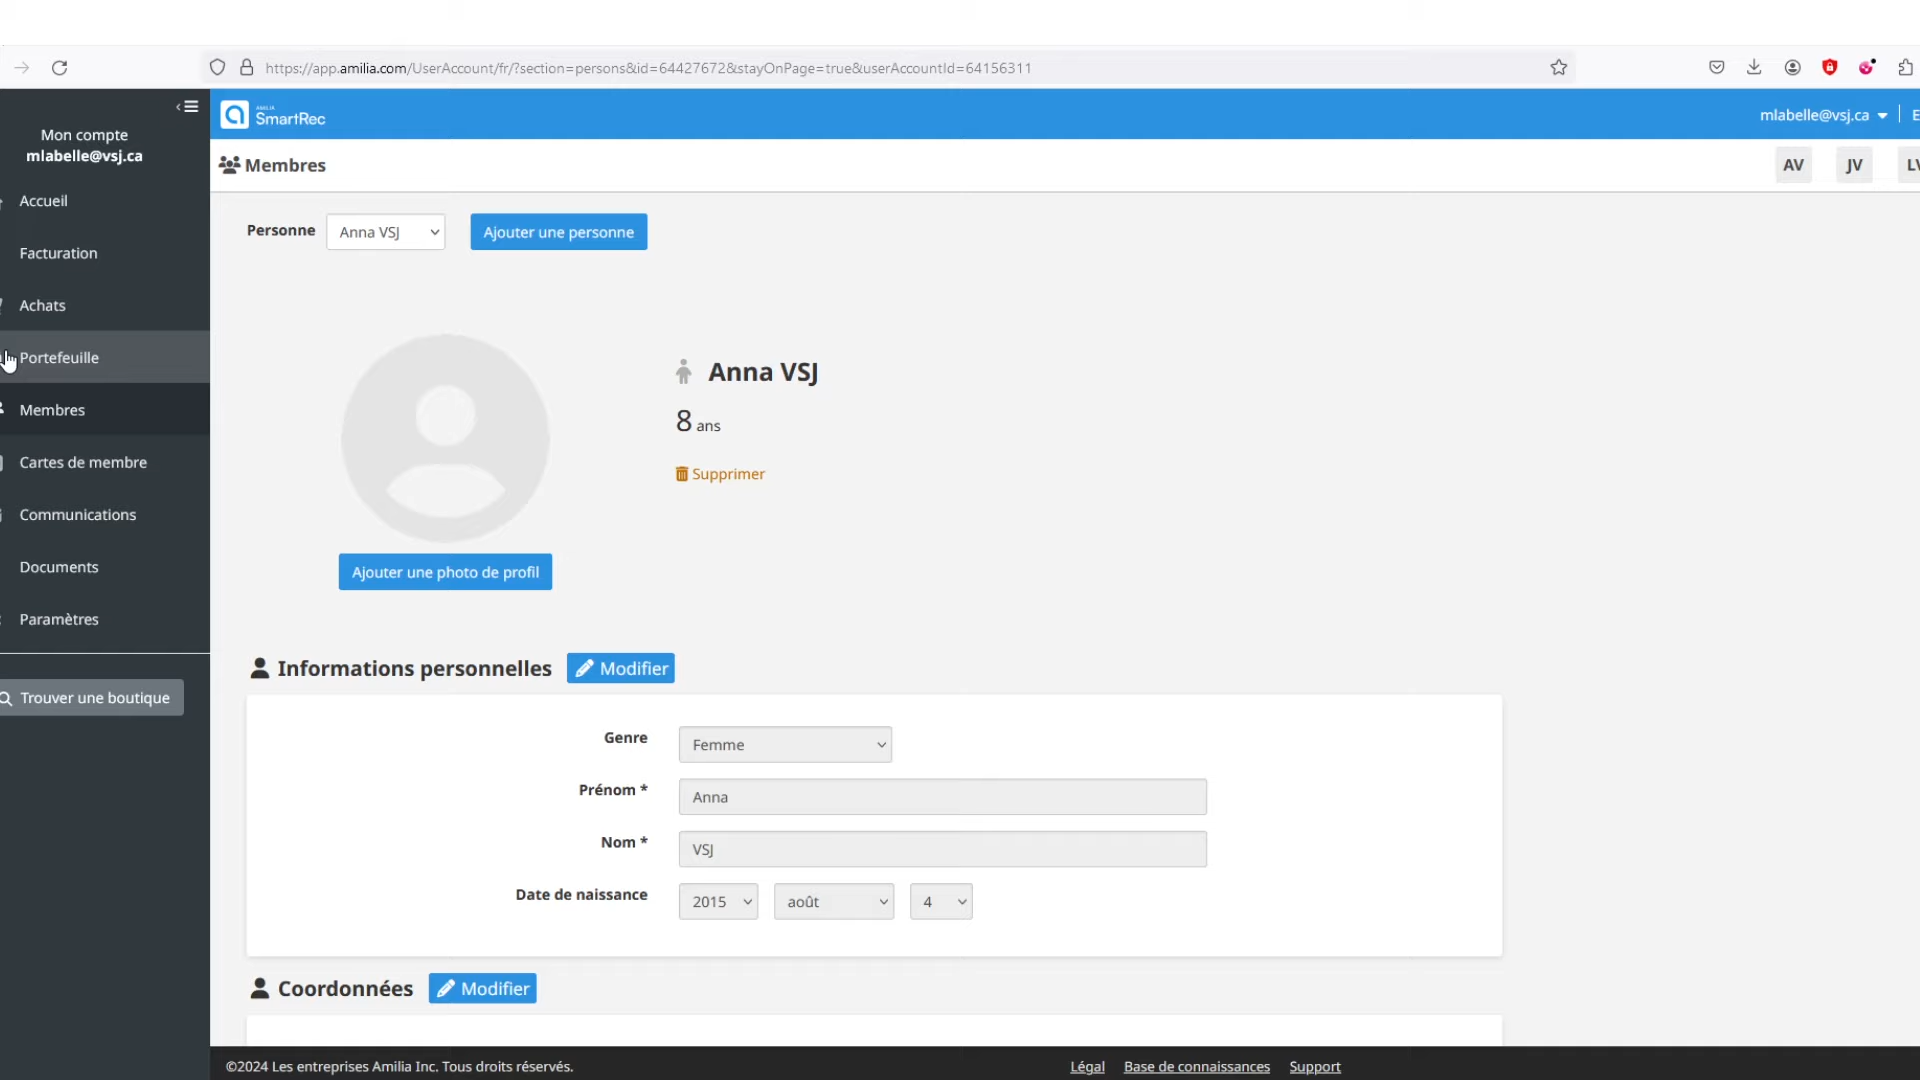 https://app.amilia.com/UserAccount/fr/?section=persons&id=64427672&stayOnPage=true&userAccountId=64156311
Mon compte
mlabelle@vsj.ca
Accueil
Facturation
Achats
Portefeuille
Membres
Cartes de membre
Communications
Documents
Paramètres
Trouver une boutique
AMILIA
SmartRec
mlabelle@vsj.ca
Membres
AV JV LV
Personne Anna VSJ Ajouter une personne
Anna VSJ
8 ans
Supprimer
Ajouter une photo de profil
Informations personnelles Modifier
Genre Femme
Prénom * Anna
Nom * VSJ
Date de naissance 2015 août 4
Coordonnées Modifier
©2024 Les entreprises Amilia Inc. Tous droits réservés. Légal Base de connaissances Support